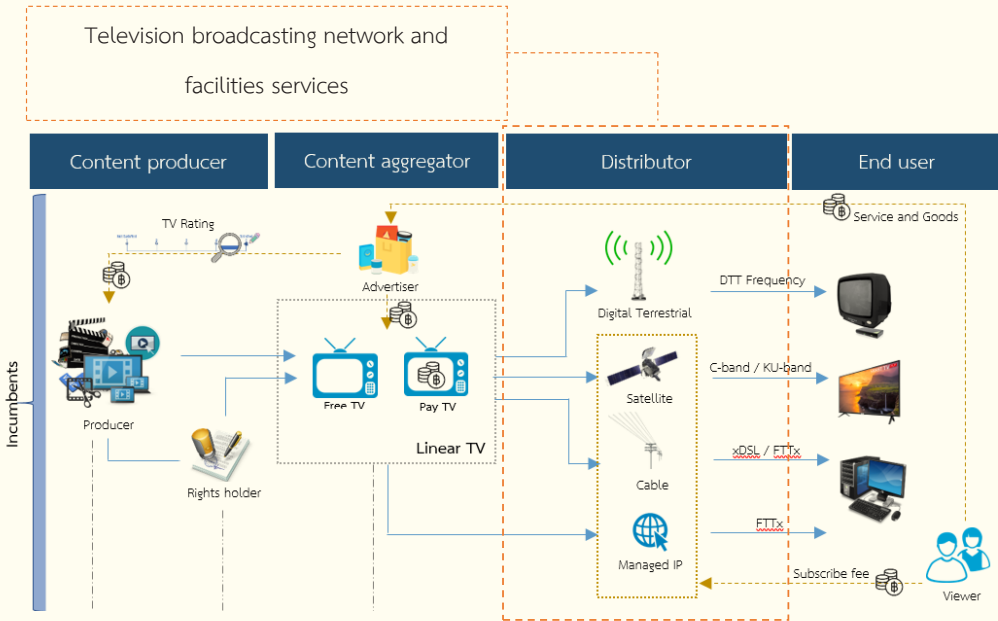 Television broadcasting network and
facilities services
Content producer
Content aggregator
Distributor
End user
TV Rating
Service and Goods
Advertiser
DTT Frequency
Digital Terrestrial
C-band / KU-band
Free TV
Pay TV
Satellite
Producer
Linear TV
xDSL / FTTx
Incumbents
Rights holder
Cable
FTTx
Managed IP
Subscribe fee
Viewer